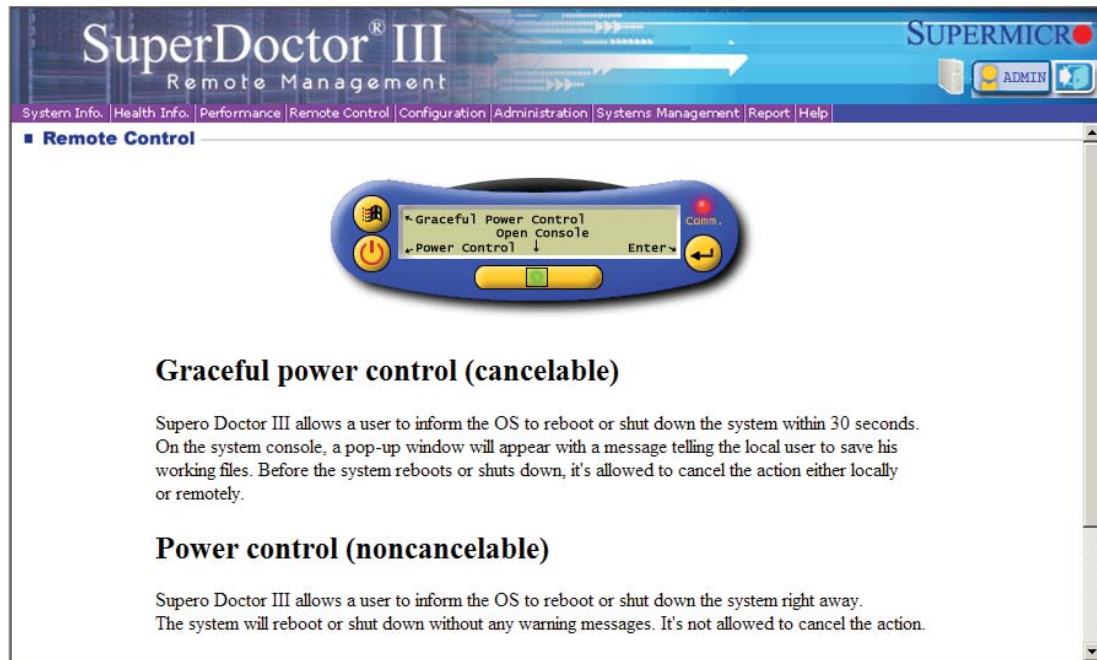 SuperDoctor® III
Remote Management
SUPERMICR
ADMIN
System Info. Health Info. Performance Remote Control Configuration Administration Systems Management Report Help
Remote Control
Graceful Power Control
Open Console
Power Control
Enter
Comm.
Graceful power control (cancelable)
Supero Doctor III allows a user to inform the OS to reboot or shut down the system within 30 seconds.
On the system console, a pop-up window will appear with a message telling the local user to save his
working files. Before the system reboots or shuts down, it's allowed to cancel the action either locally
or remotely.
Power control (noncancelable)
Supero Doctor III allows a user to inform the OS to reboot or shut down the system right away.
The system will reboot or shut down without any warning messages. It's not allowed to cancel the action.